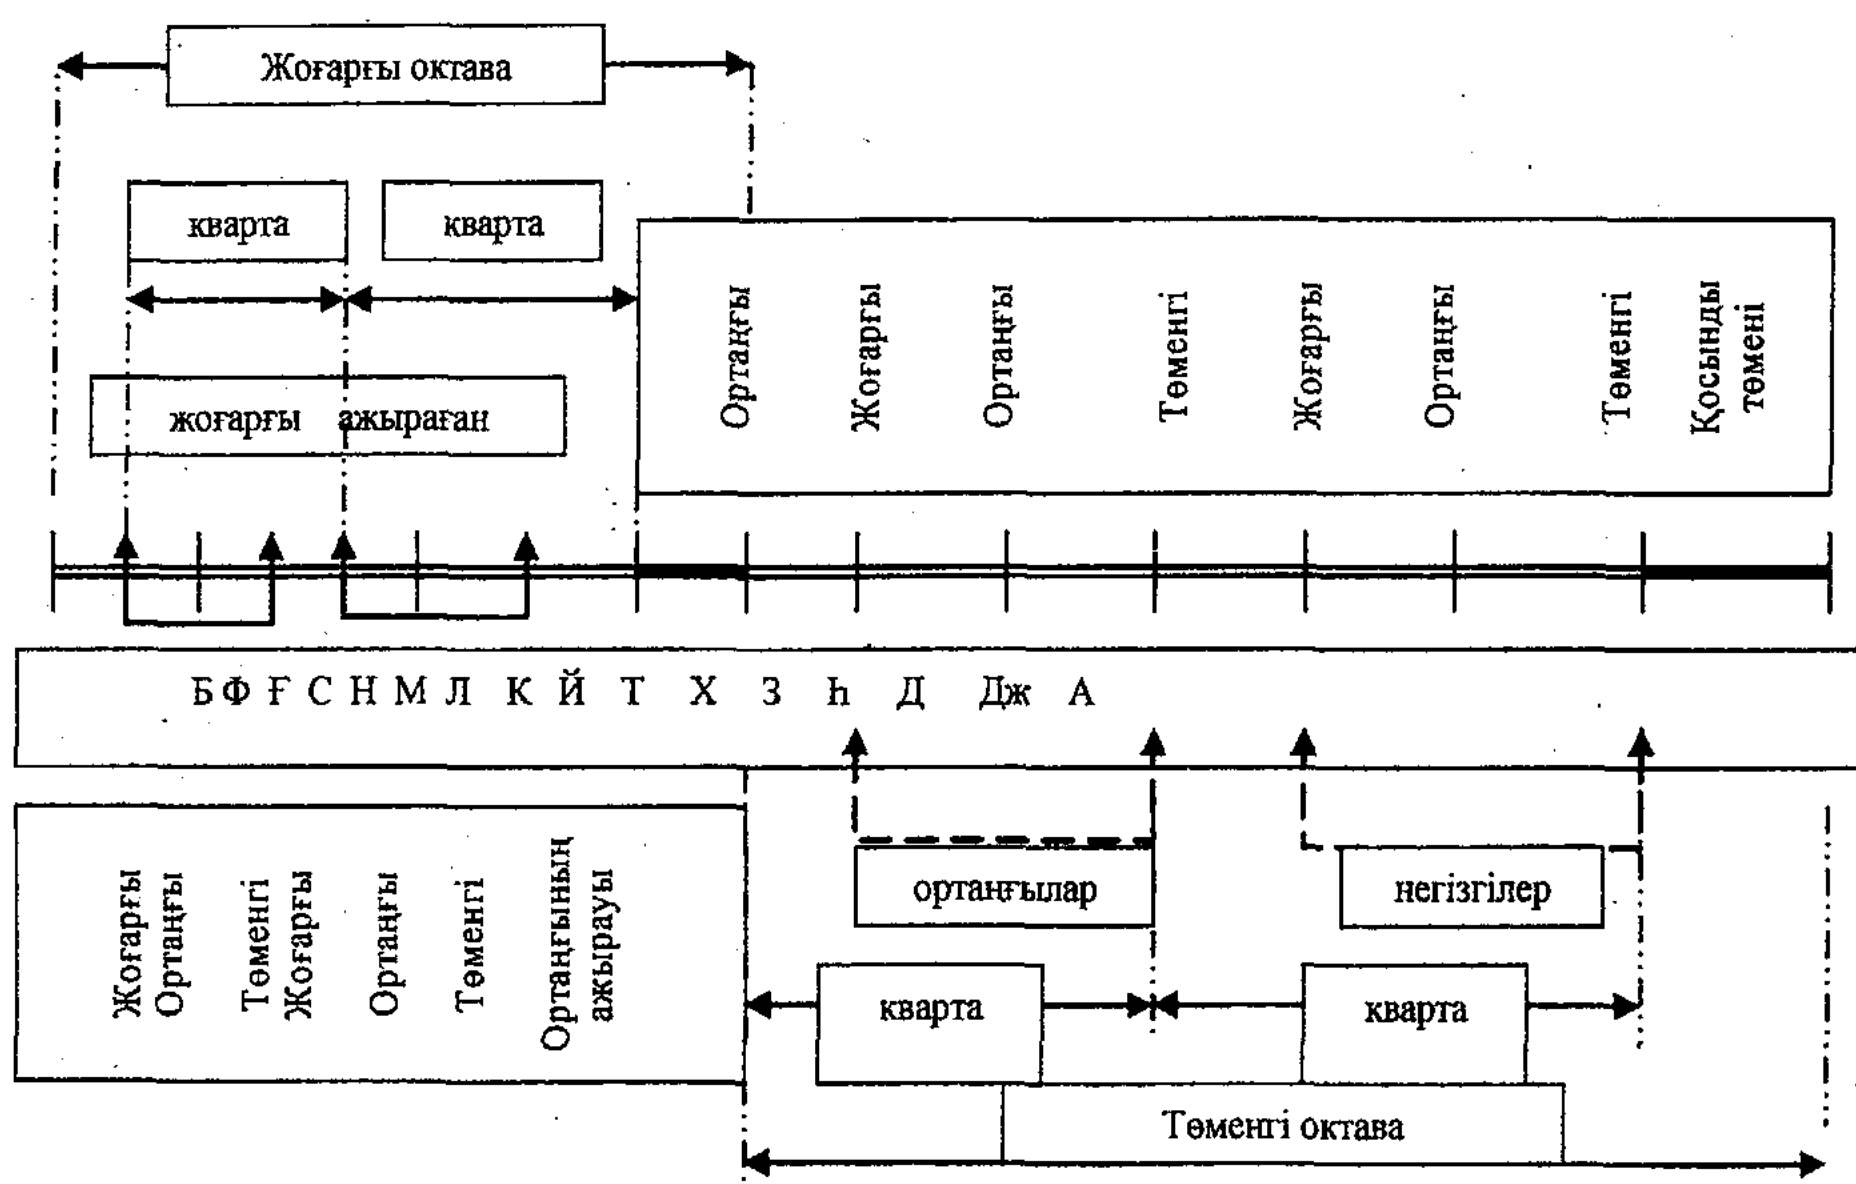 Жоғарғы октава
кварта
кварта
жоғарғы ажыраған
Ортаңғы
Жоғарғы
Ортаңғы
Төменгі
Жоғарғы
Ортаңғы
Төменгі
Қосынды
төмені
Б Ф Ғ С Н М Л К Й Т Х З һ Д Дж А
Жоғарғы
Ортаңғы
Төменгі
Жоғарғы
Ортаңғы
Төменгі
Ортаңғының
ажырауы
ортаңғылар
негізгілер
кварта
кварта
Төменгі октава